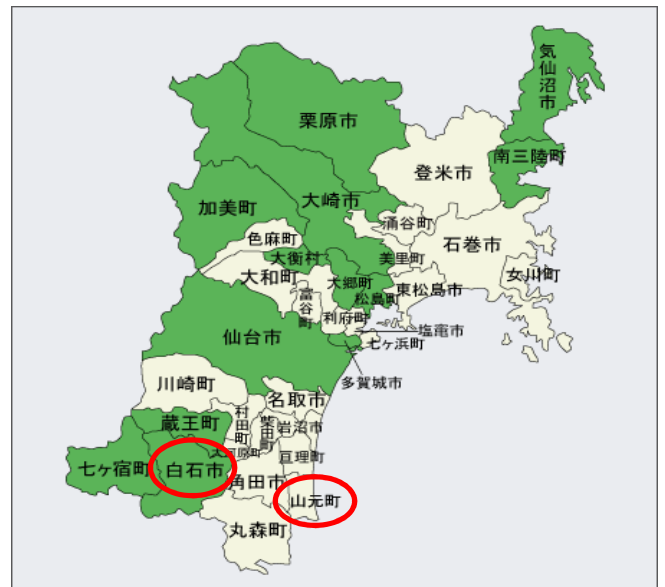 気仙沼市
栗原市
南三陸町
登米市
加美町
大崎市
涌谷町
色麻町
石巻市
大衡村
美里町
大和町
大郷町
女川町
東松島市
富谷町
松島町
利府町
塩竈市
仙台市
七ヶ浜町
多賀城市
川崎町
名取市
蔵王町
村田町
柴田町
岩沼市
大河原町
亘理町
七ヶ宿町
白石市
角田市
山元町
丸森町